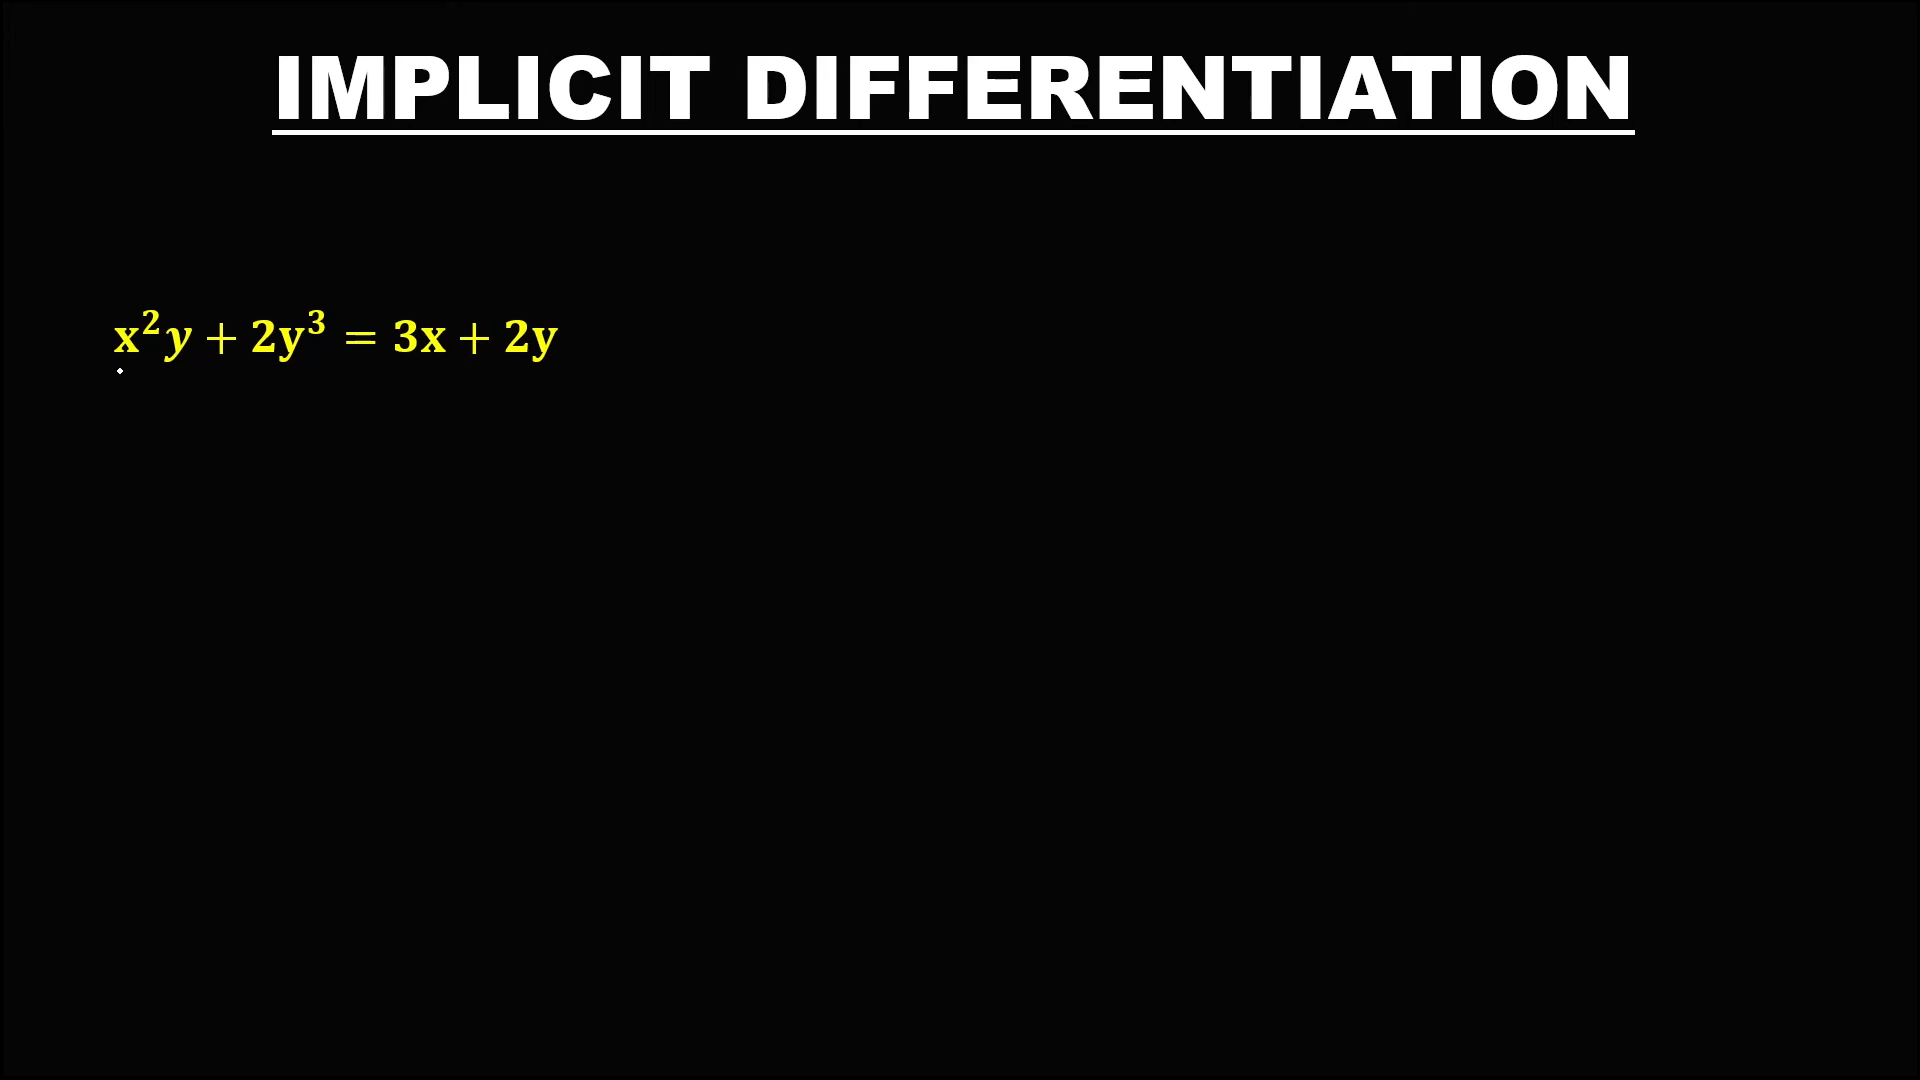 IMPLICIT DIFFERENTIATION
x²y + 2y³ = 3x + 2y